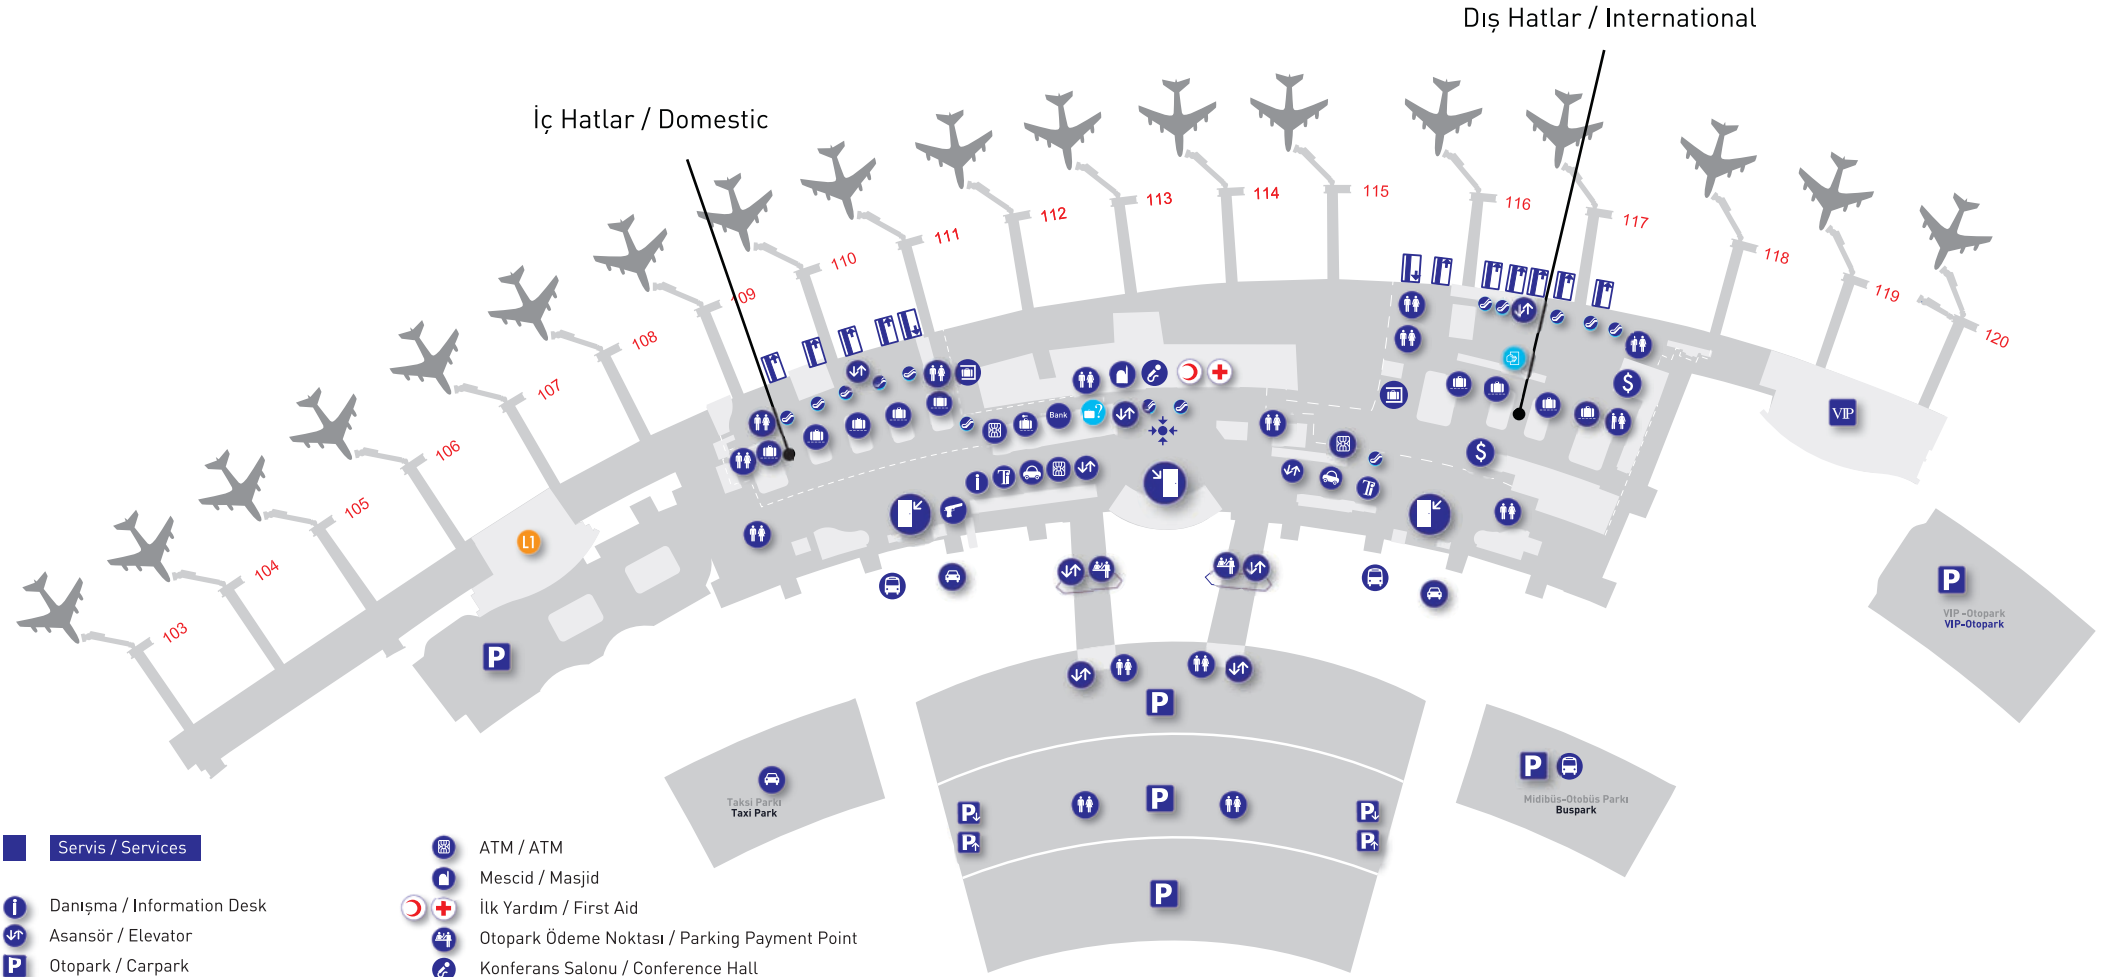 Dış Hatlar / International
İç Hatlar / Domestic
103
104
105
106
107
108
109
110
111
112
113
114
115
116
117
118
119
120
Bank
?
i
$
$
VIP
L1
P
P
VIP-Otopark
VIP-Otopark
P
P
P
P
P
P
P
P
Taksi Parkı
Taxi Park
Midibüs-Otobüs Parkı
Buspark
Servis / Services
i
Danışma / Information Desk
Asansör / Elevator
P
Otopark / Carpark
ATM / ATM
Mescid / Masjid
İlk Yardım / First Aid
Otopark Ödeme Noktası / Parking Payment Point
Konferans Salonu / Conference Hall